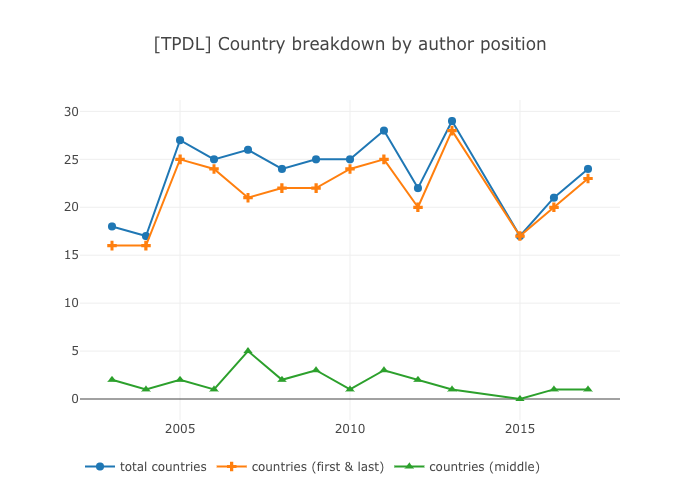 [TPDL] Country breakdown by author position
30
25
20
15
10
5
0
2005 2010 2015
total countries countries (first & last) countries (middle)